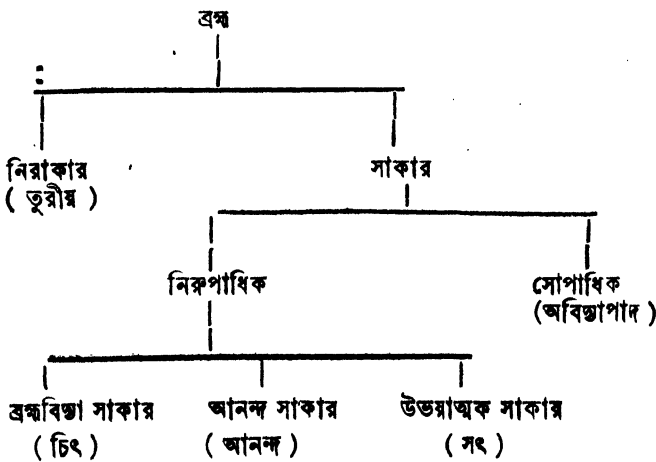 ব্রহ্ম
নিরাকার
( তুরীয় )
সাকার
নিরুপাধিক
সোপাধিক
(অবিদ্যাপাদ )
ব্রহ্মবিদ্যা সাকার
( চিৎ )
আনন্দ সাকার
( আনন্দ )
উভয়াত্মক সাকার
( সৎ )